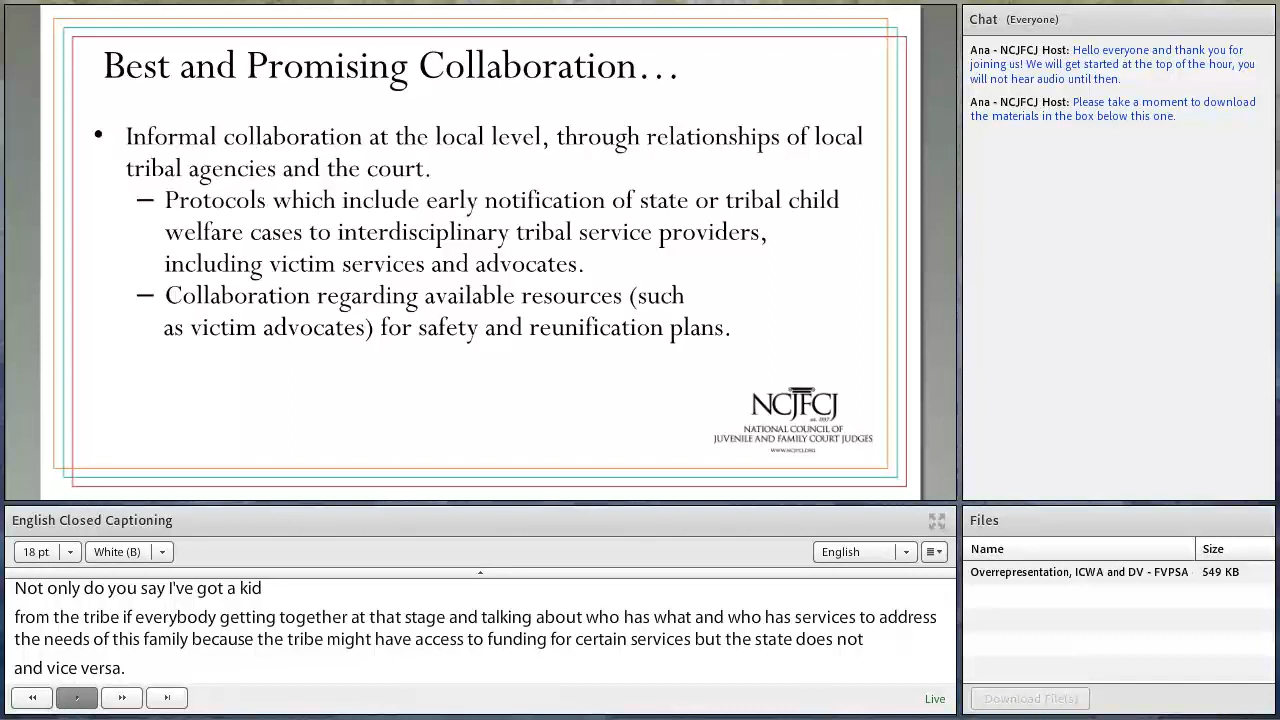 Best and Promising Collaboration…
• Informal collaboration at the local level, through relationships of local
tribal agencies and the court.
– Protocols which include early notification of state or tribal child
welfare cases to interdisciplinary tribal service providers,
including victim services and advocates.
– Collaboration regarding available resources (such
as victim advocates) for safety and reunification plans.
NCJFCJ
est. 1937
NATIONAL COUNCIL OF
JUVENILE AND FAMILY COURT JUDGES
WWW.NCJFCJ.ORG
Chat (Everyone)
Ana - NCJFCJ Host: Hello everyone and thank you for
joining us! We will get started at the top of the hour, you
will not hear audio until then.
Ana - NCJFCJ Host: Please take a moment to download
the materials in the box below this one.
English Closed Captioning
18 pt White (B) English
Not only do you say I've got a kid
from the tribe if everybody getting together at that stage and talking about who has what and who has services to address
the needs of this family because the tribe might have access to funding for certain services but the state does not
and vice versa.
Live
Files
Name Size
Overrepresentation, ICWA and DV - FVPSA 549 KB
Download File(s)